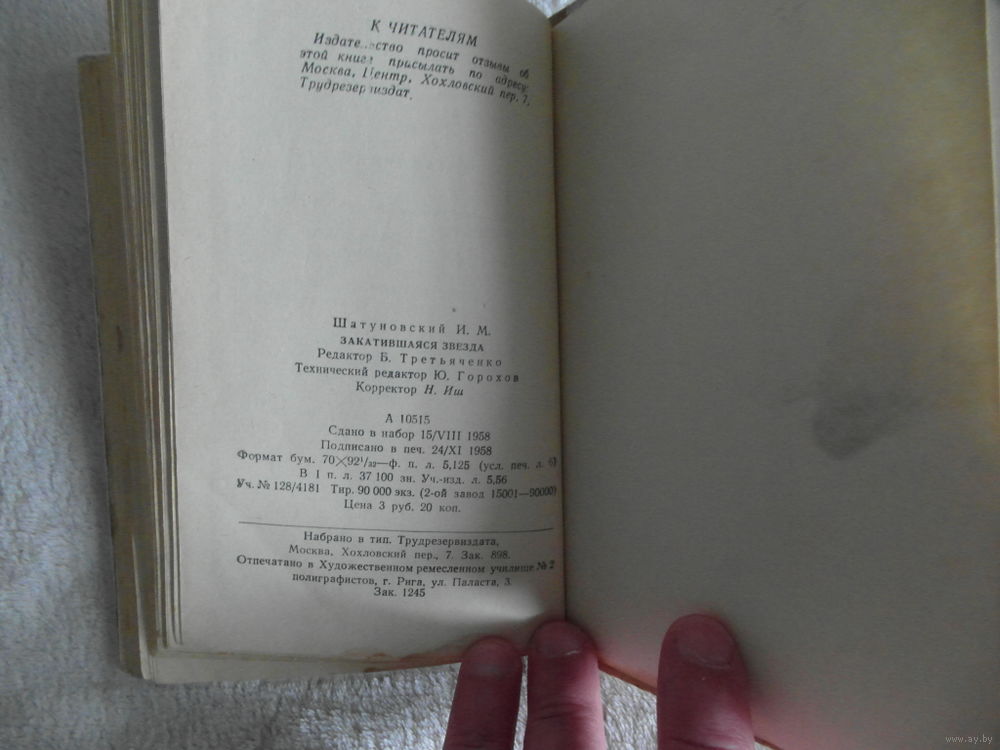 К ЧИТАТЕЛЯМ
Издательство просит отзывы об
этой книге присылать по адресу:
Москва, Центр, Хохловский пер. 7,
Трудрезервиздат.
Шатуновский И. М.
ЗАКАТИВШАЯСЯ ЗВЕЗДА
Редактор Б. Третьяченко
Технический редактор Ю. Горохов
Корректор Н. Иш
А 10515
Сдано в набор 15/VIII 1958
Подписано в печ. 24/XI 1958
Формат бум. 70×92¹/₃₂—ф. п. л. 5,125 (усл. печ. л. 6)
В 1 п. л. 37 100 зн. Уч.-изд. л. 5,56
Уч. № 128/4181 Тир. 90 000 экз. (2-ой завод 15001—90000)
Цена 3 руб. 20 коп.
Набрано в тип. Трудрезервиздата,
Москва, Хохловский пер., 7. Зак. 898.
Отпечатано в Художественном ремесленном училище № 2
полиграфистов, г. Рига, ул. Паласта, 3.
Зак. 1245
www.ay.by